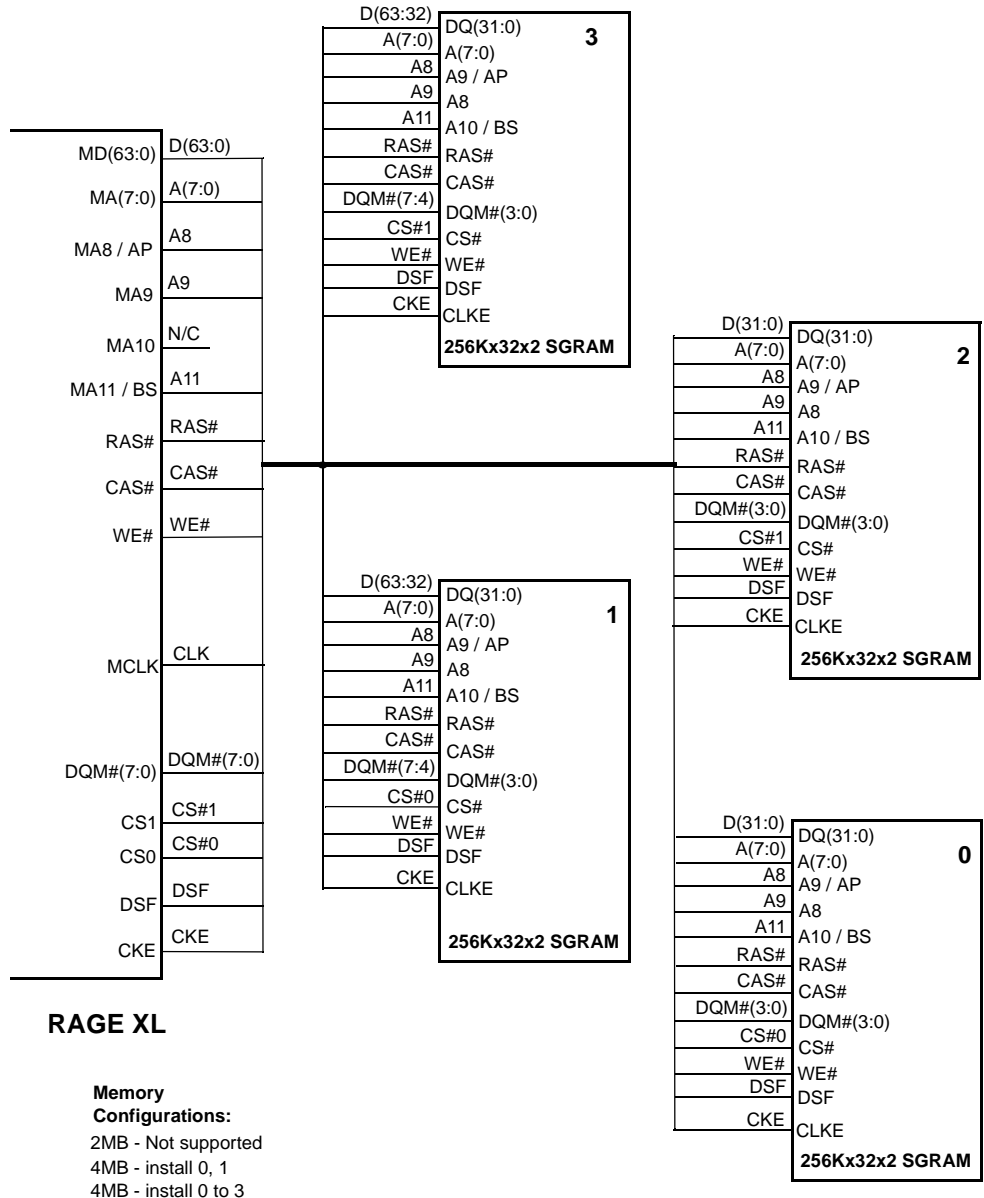 MD(63:0) D(63:0)
MA(7:0) A(7:0)
MA8 / AP A8
MA9 A9
MA10 N/C
MA11 / BS A11
RAS# RAS#
CAS# CAS#
WE# WE#
MCLK CLK
DQM#(7:0) DQM#(7:0)
CS1 CS#1
CS0 CS#0
DSF DSF
CKE CKE
RAGE XL
Memory
Configurations:
2MB - Not supported
4MB - install 0, 1
4MB - install 0 to 3
3
D(63:32) DQ(31:0)
A(7:0) A(7:0)
A8 A9 / AP
A9 A8
A11 A10 / BS
RAS# RAS#
CAS# CAS#
DQM#(7:4) DQM#(3:0)
CS#1 CS#
WE# WE#
DSF DSF
CKE CLKE
256Kx32x2 SGRAM
1
D(63:32) DQ(31:0)
A(7:0) A(7:0)
A8 A9 / AP
A9 A8
A11 A10 / BS
RAS# RAS#
CAS# CAS#
DQM#(7:4) DQM#(3:0)
CS#0 CS#
WE# WE#
DSF DSF
CKE CLKE
256Kx32x2 SGRAM
2
D(31:0) DQ(31:0)
A(7:0) A(7:0)
A8 A9 / AP
A9 A8
A11 A10 / BS
RAS# RAS#
CAS# CAS#
DQM#(3:0) DQM#(3:0)
CS#1 CS#
WE# WE#
DSF DSF
CKE CLKE
256Kx32x2 SGRAM
0
D(31:0) DQ(31:0)
A(7:0) A(7:0)
A8 A9 / AP
A9 A8
A11 A10 / BS
RAS# RAS#
CAS# CAS#
DQM#(3:0) DQM#(3:0)
CS#0 CS#
WE# WE#
DSF DSF
CKE CLKE
256Kx32x2 SGRAM